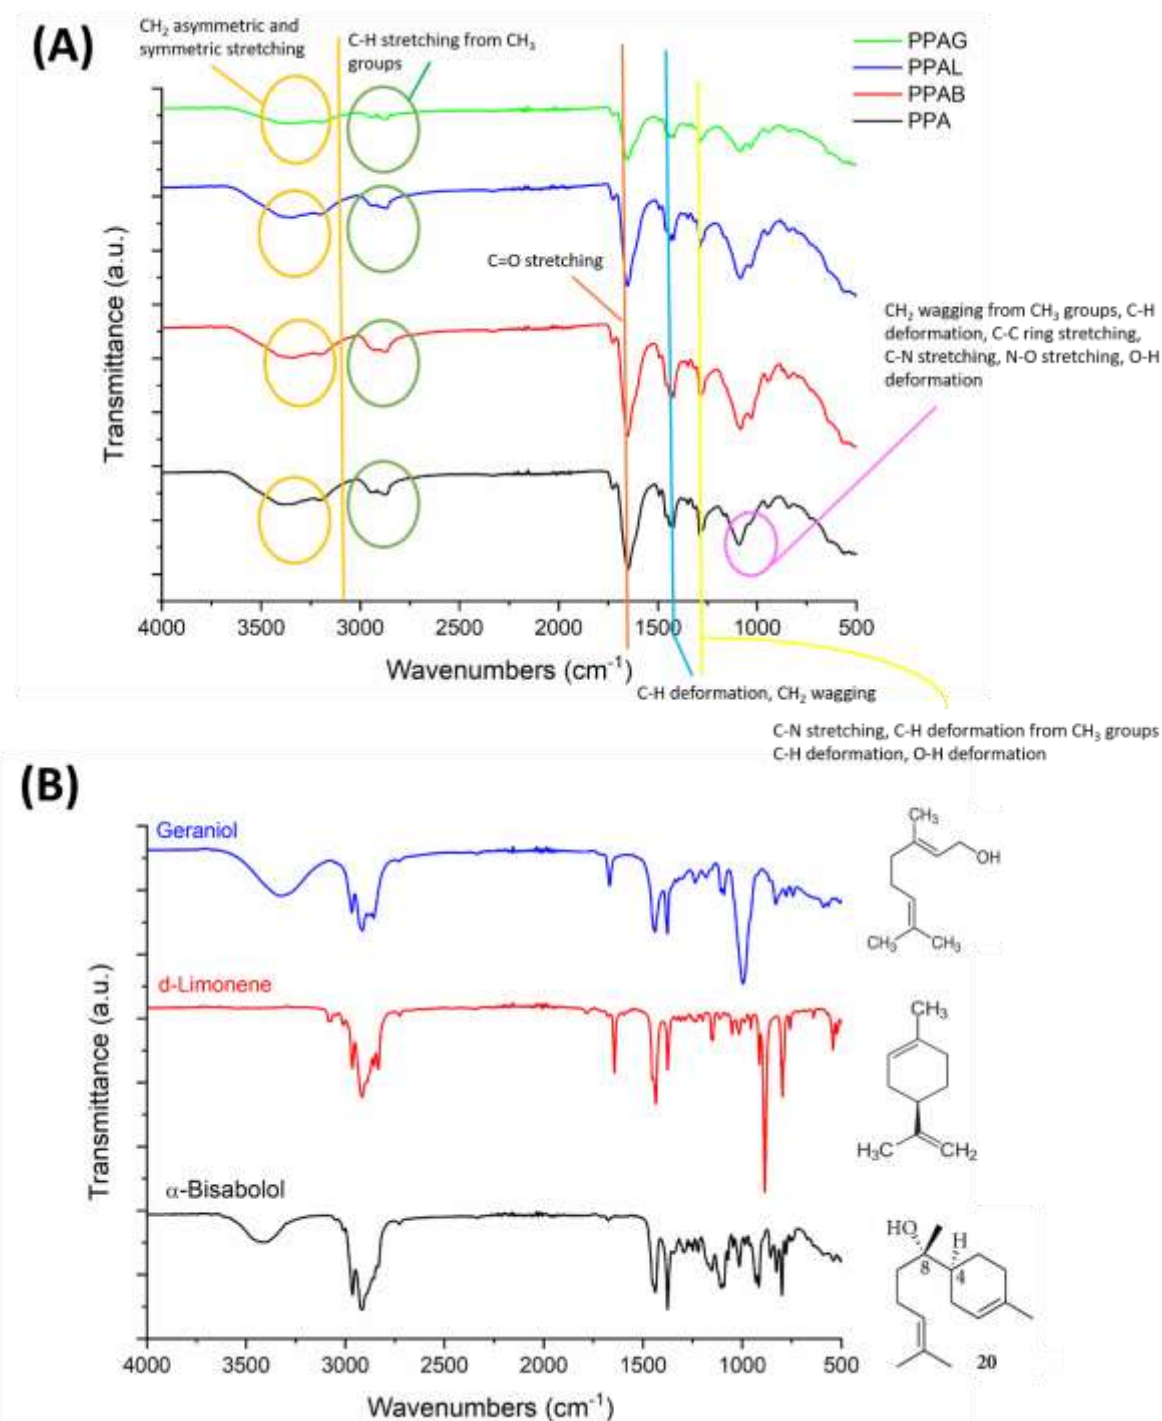 (A)
CH₂ asymmetric and
symmetric stretching
C-H stretching from CH₃
groups
PPAG
PPAL
PPAB
PPA
Transmittance (a.u.)
C=O stretching
CH₂ wagging from CH₃ groups, C-H
deformation, C-C ring stretching,
C-N stretching, N-O stretching, O-H
deformation
4000 3500 3000 2500 2000 1500 1000 500
Wavenumbers (cm⁻¹)
C-H deformation, CH₂ wagging
C-N stretching, C-H deformation from CH₃ groups
C-H deformation, O-H deformation
(B)
Geraniol
CH₃
OH
CH₃ CH₃
d-Limonene
Transmittance (a.u.)
CH₃
H₃C CH₂
α-Bisabolol
HO H
8 4
20
4000 3500 3000 2500 2000 1500 1000 500
Wavenumbers (cm⁻¹)